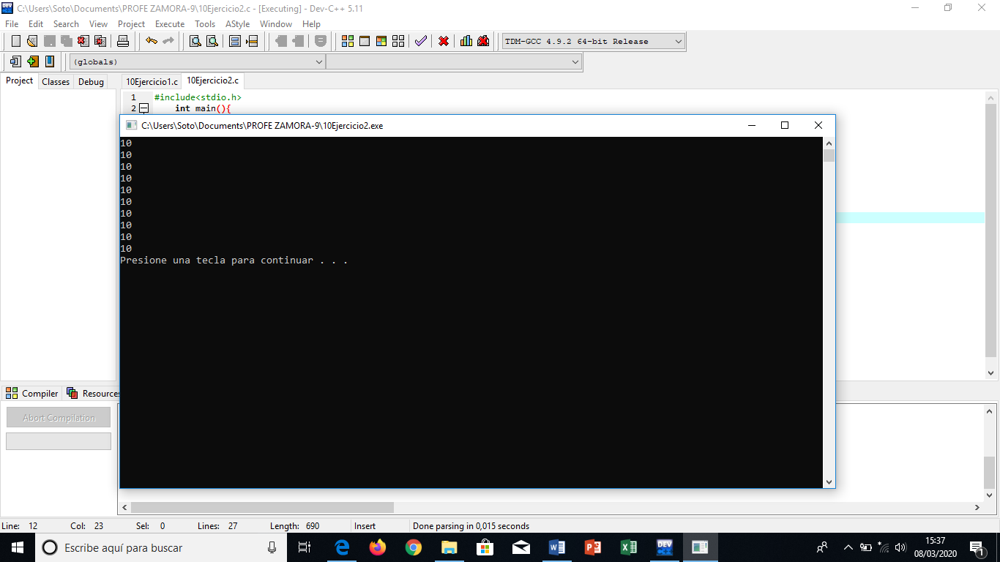 C:\Users\Soto\Documents\PROFE ZAMORA-9\10Ejercicio2.c - [Executing] - Dev-C++ 5.11
File Edit Search View Project Execute Tools AStyle Window Help
TDM-GCC 4.9.2 64-bit Release
(globals)
Project Classes Debug 10Ejercicio1.c 10Ejercicio2.c
1 #include<stdio.h>
2 int main(){
C:\Users\Soto\Documents\PROFE ZAMORA-9\10Ejercicio2.exe
10
10
10
10
10
10
10
10
10
10
Presione una tecla para continuar . . .
Compiler Resources
Abort Compilation
Line: 12 Col: 23 Sel: 0 Lines: 27 Length: 690 Insert Done parsing in 0,015 seconds
Escribe aquí para buscar
DEV
15:37
08/03/2020
1